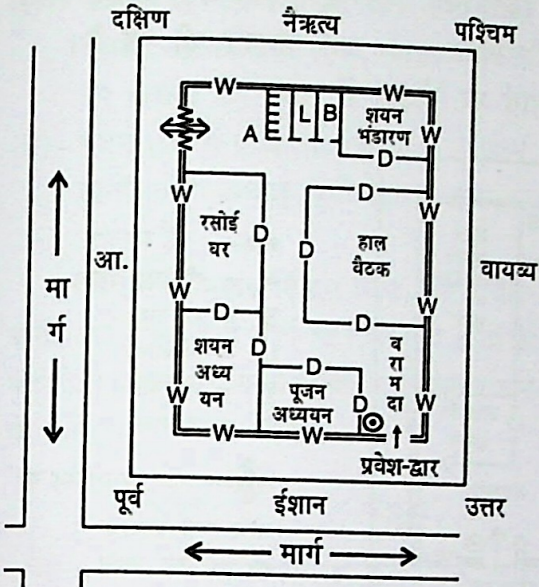 दक्षिण
नैऋत्य
पश्चिम
W
W
A
L
B
शयन
भंडारण
W
D
W
D
W
रसोई
घर
D
D
हाल
वैठक
आ.
वायव्य
मा
र्ग
W
W
D
D
शयन
अध्य
यन
D
D
व
रा
म
दा
पूजन
अध्ययन
D
W
W
W
W
प्रवेश-द्वार
पूर्व
ईशान
उत्तर
मार्ग